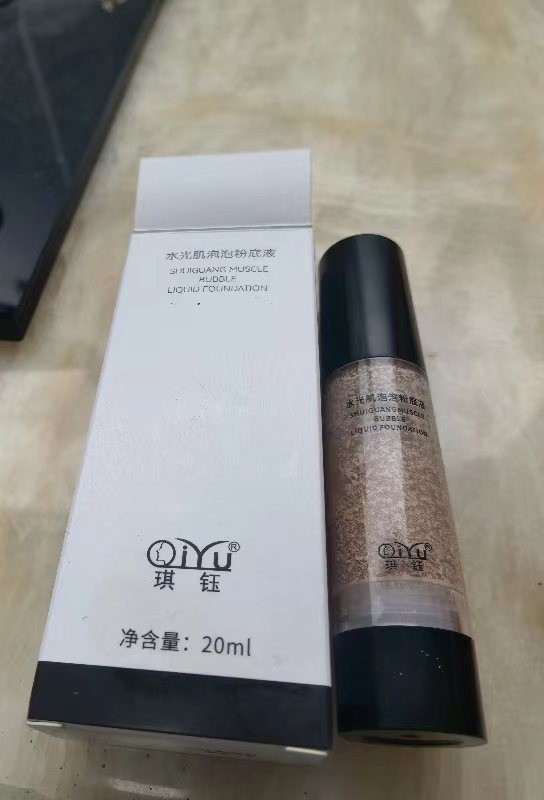 水光肌泡泡粉底液
SHUIGUANG MUSCLE
BUBBLE
LIQUID FOUNDATION
QiYu®
琪 钰
净含量：20ml
水光肌泡泡粉底液
SHUIGUANG MUSCLE
BUBBLE
LIQUID FOUNDATION
QiYu®
琪 钰